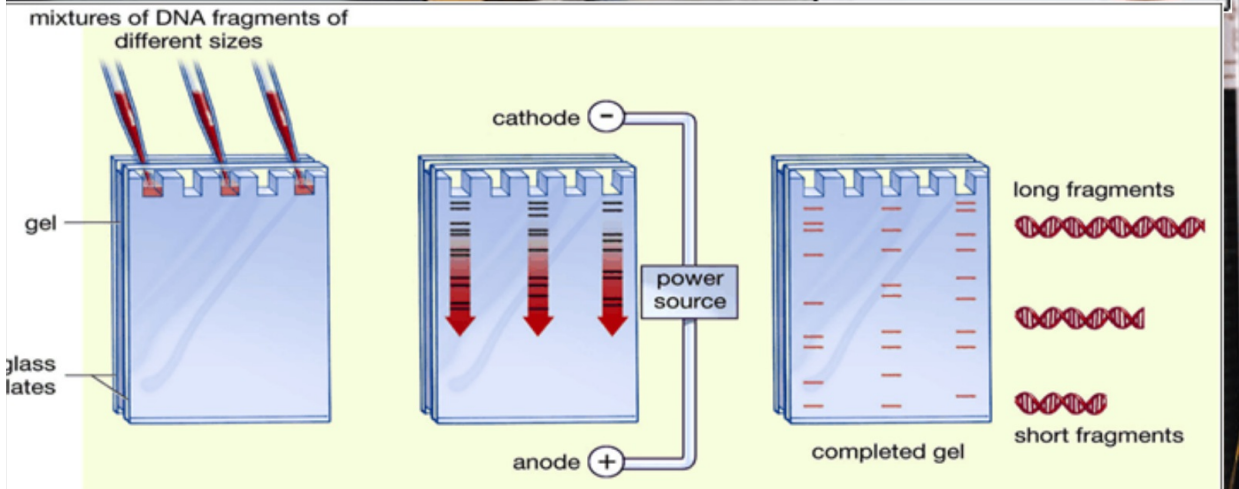 mixtures of DNA fragments of
different sizes
gel
glass
lates
cathode
-
power
source
anode
+
completed gel
long fragments
short fragments